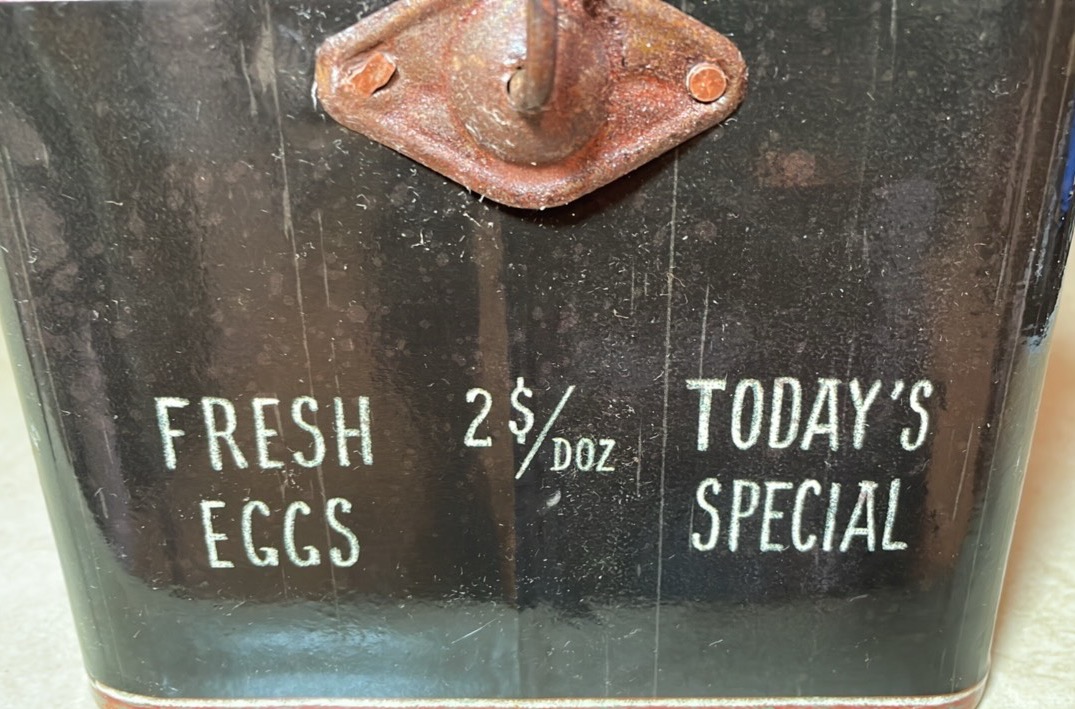 FRESH
EGGS
2$/DOZ
TODAY'S
SPECIAL